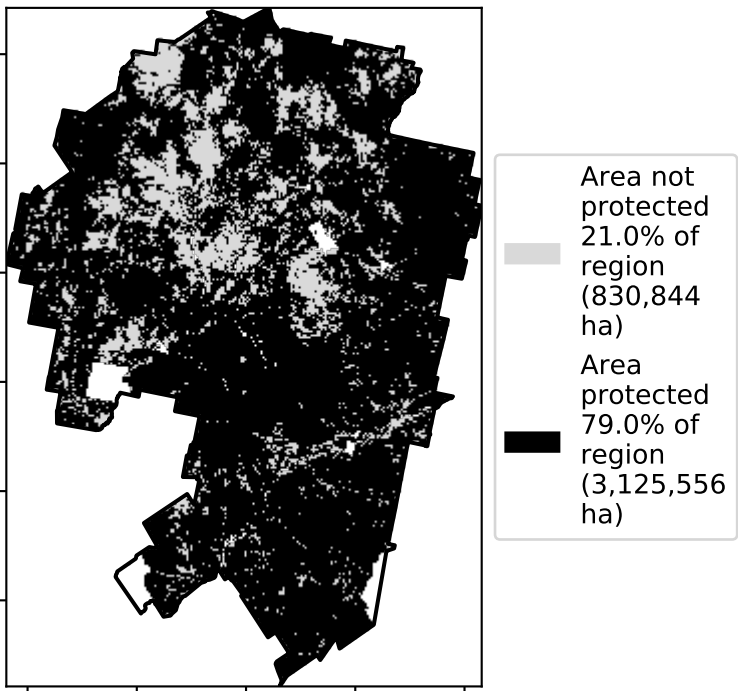 Area not
protected
21.0% of
region
(830,844
ha)
Area
protected
79.0% of
region
(3,125,556
ha)